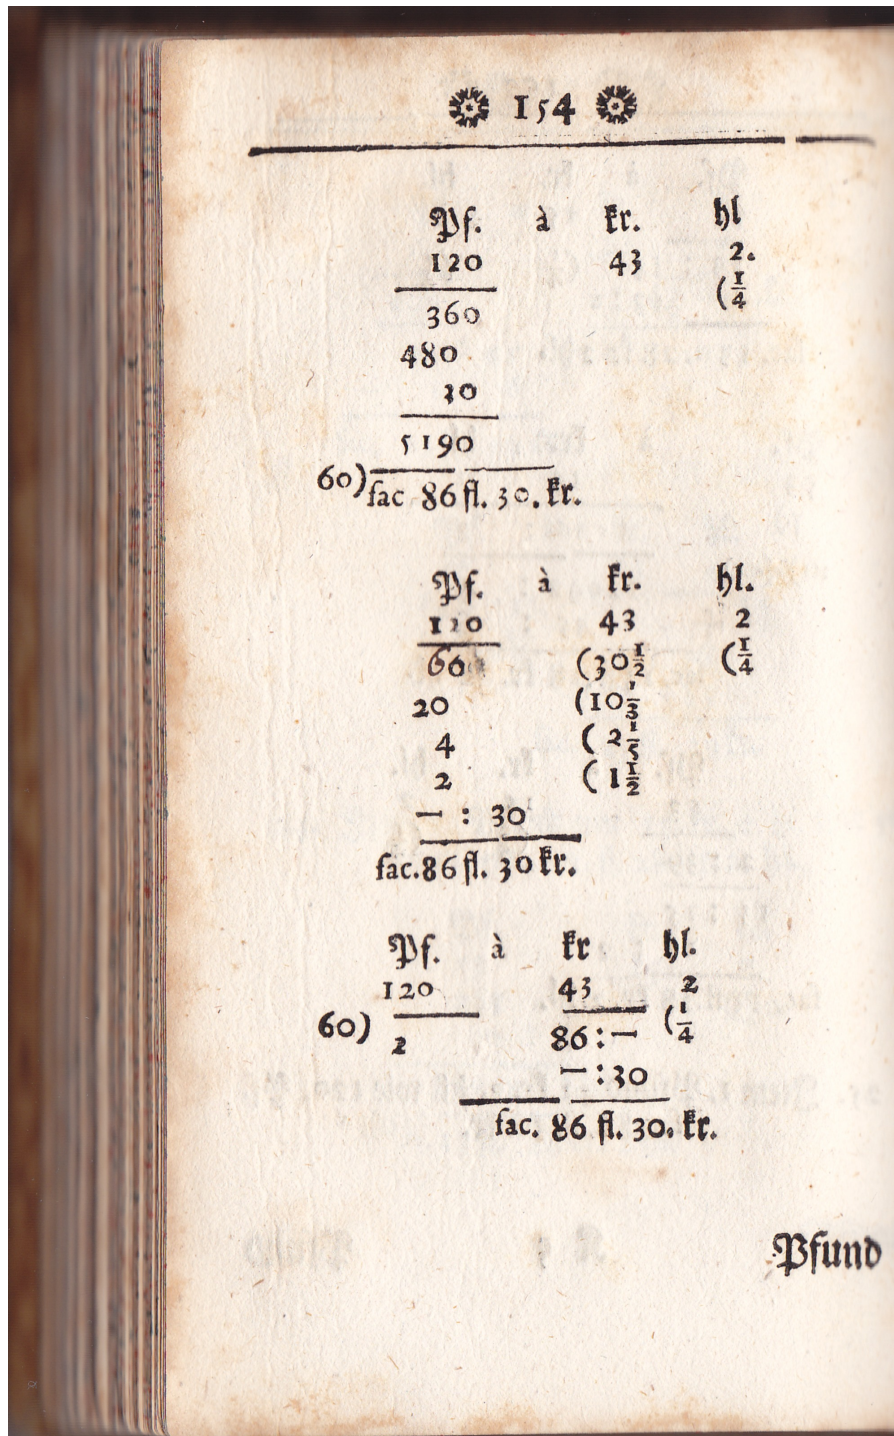 154
Pf. à kr. hl
120 43 2.
(1/4
360
480
30
5190
60) fac 86 fl. 30. kr.
Pf. à kr. hl.
120 43 2
60 (30 1/2 (1/4
20 (10 1/3
4 ( 2 1/5
2 ( 1 1/2
— : 30
fac. 86 fl. 30 kr.
Pf. à kr hl.
120 43 2
60) 2 86 : — (1/4
— : 30
fac. 86 fl. 30. kr.
Pfund